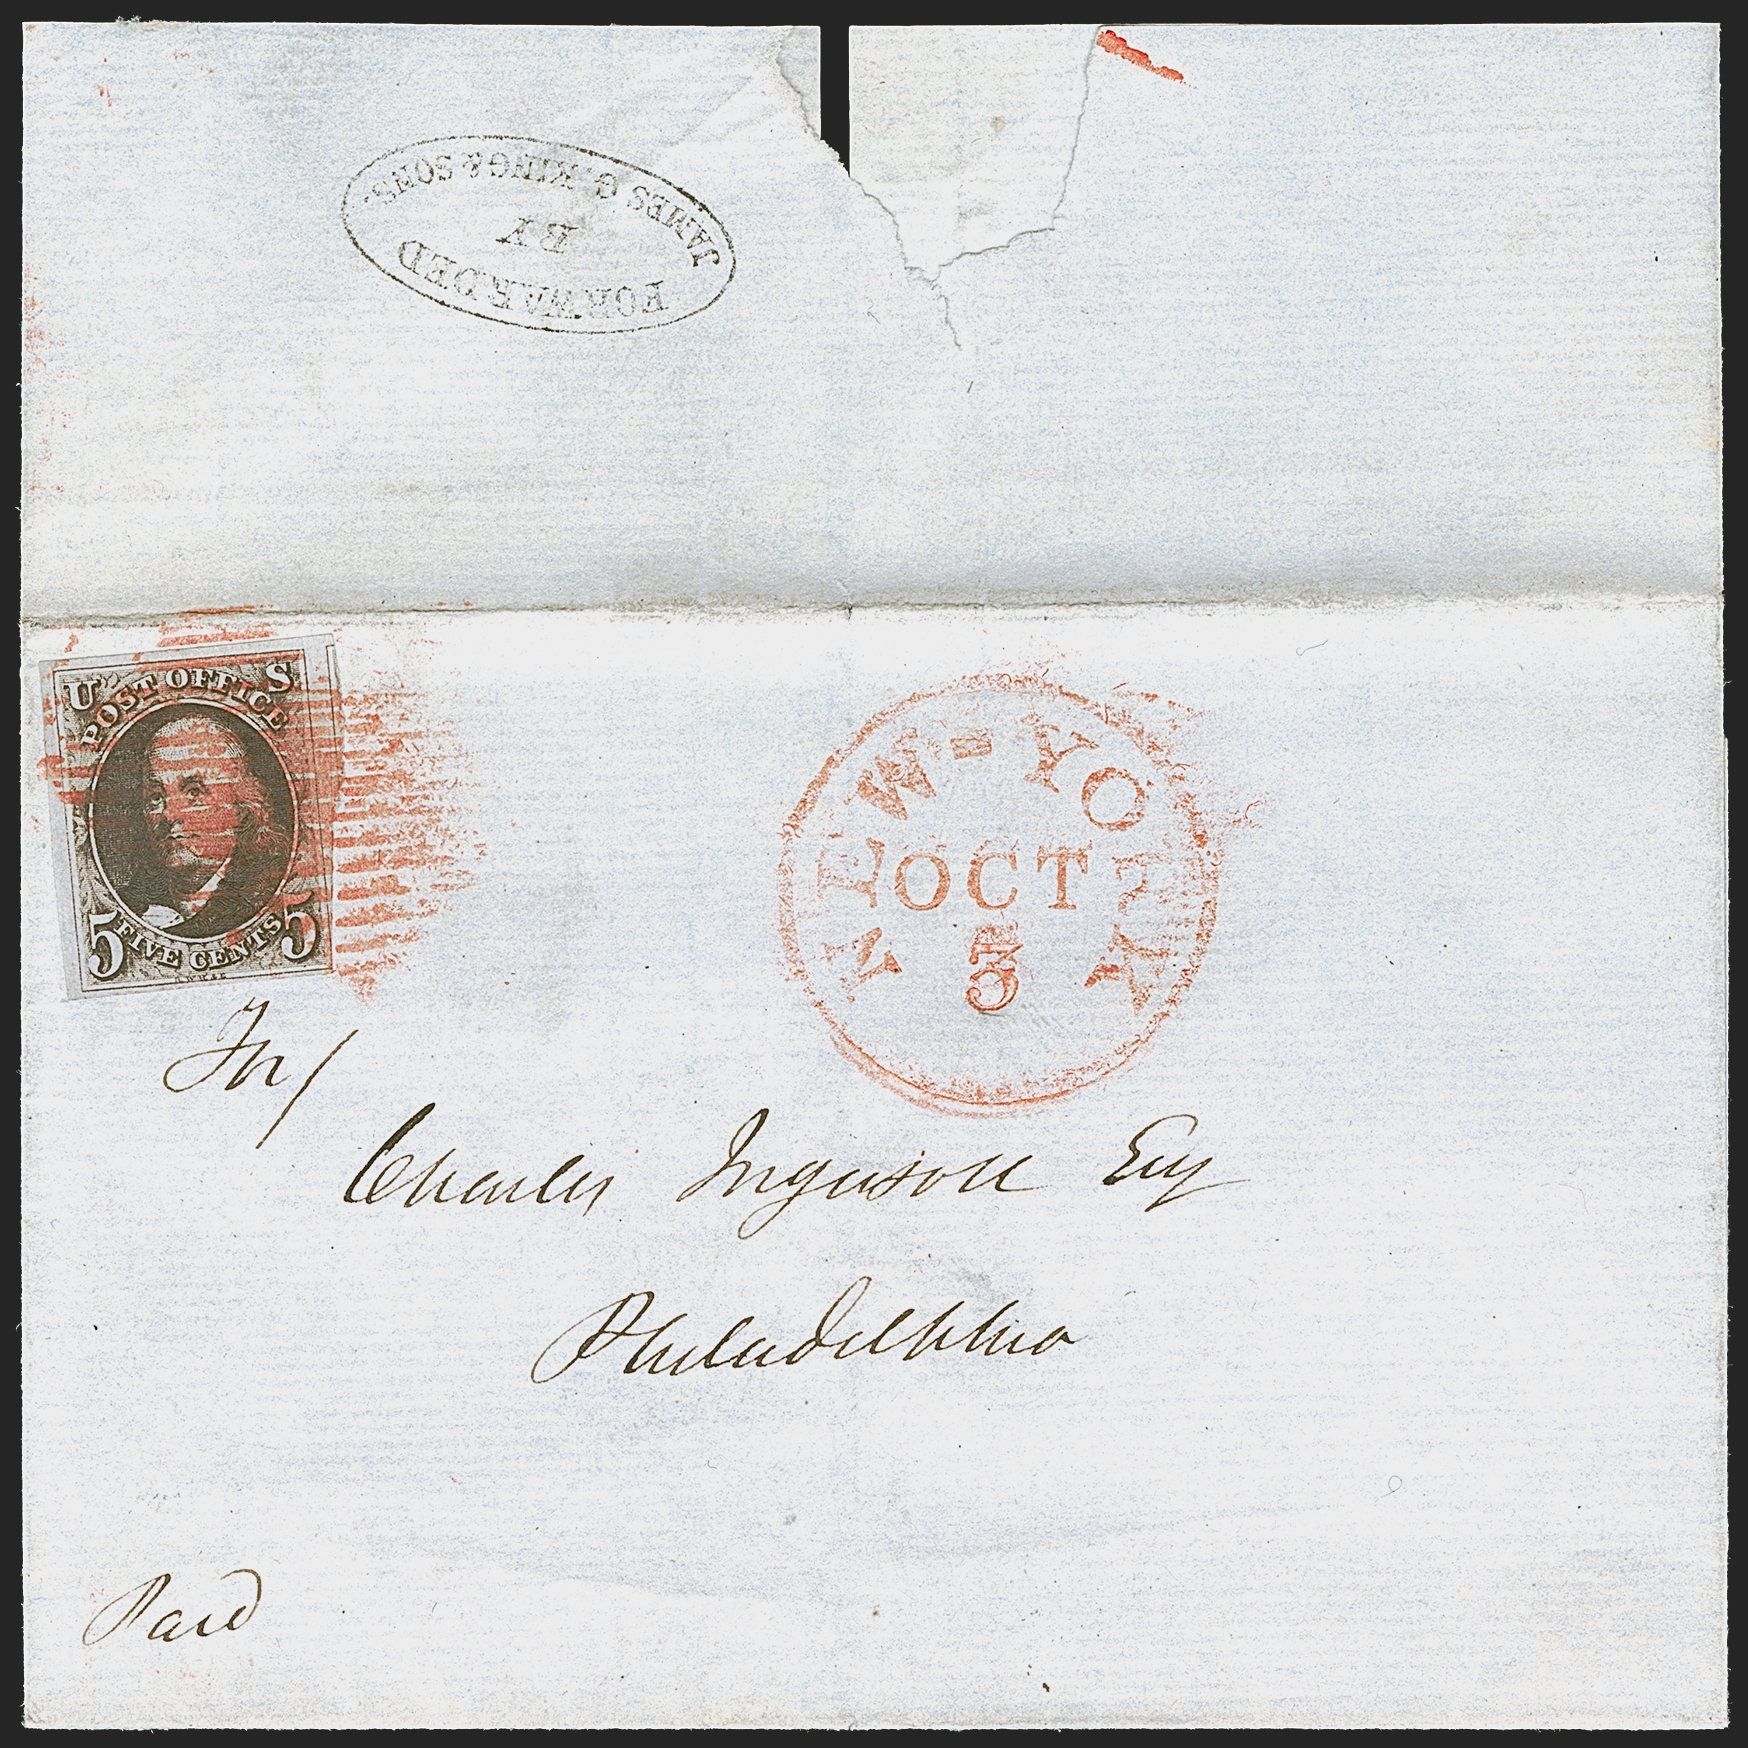 FORWARDED
BY
JAMES G. KING & SONS.
U S
POST OFFICE
5 FIVE CENTS 5
NEW-YORK
OCT
3
For/
Charles Ingersoll Esq
Philadelphia
Paid